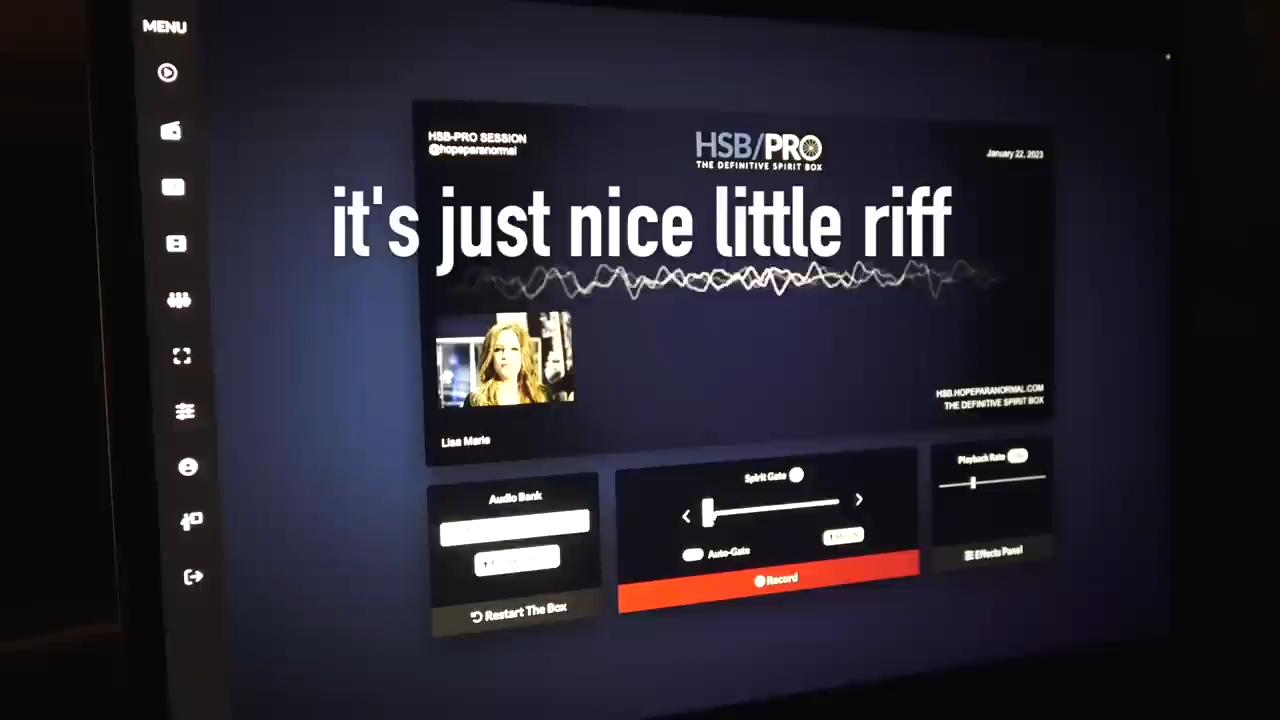 MENU
HSB-PRO SESSION
@hopeparanormal
HSB/PRO
THE DEFINITIVE SPIRIT BOX
January 22, 2023
it's just nice little riff
Lisa Marie
HSB.HOPEPARANORMAL.COM
THE DEFINITIVE SPIRIT BOX
Audio Bank
Restart The Box
Spirit Gate
Auto-Gate
Record
Playback Rate
Effects Panel